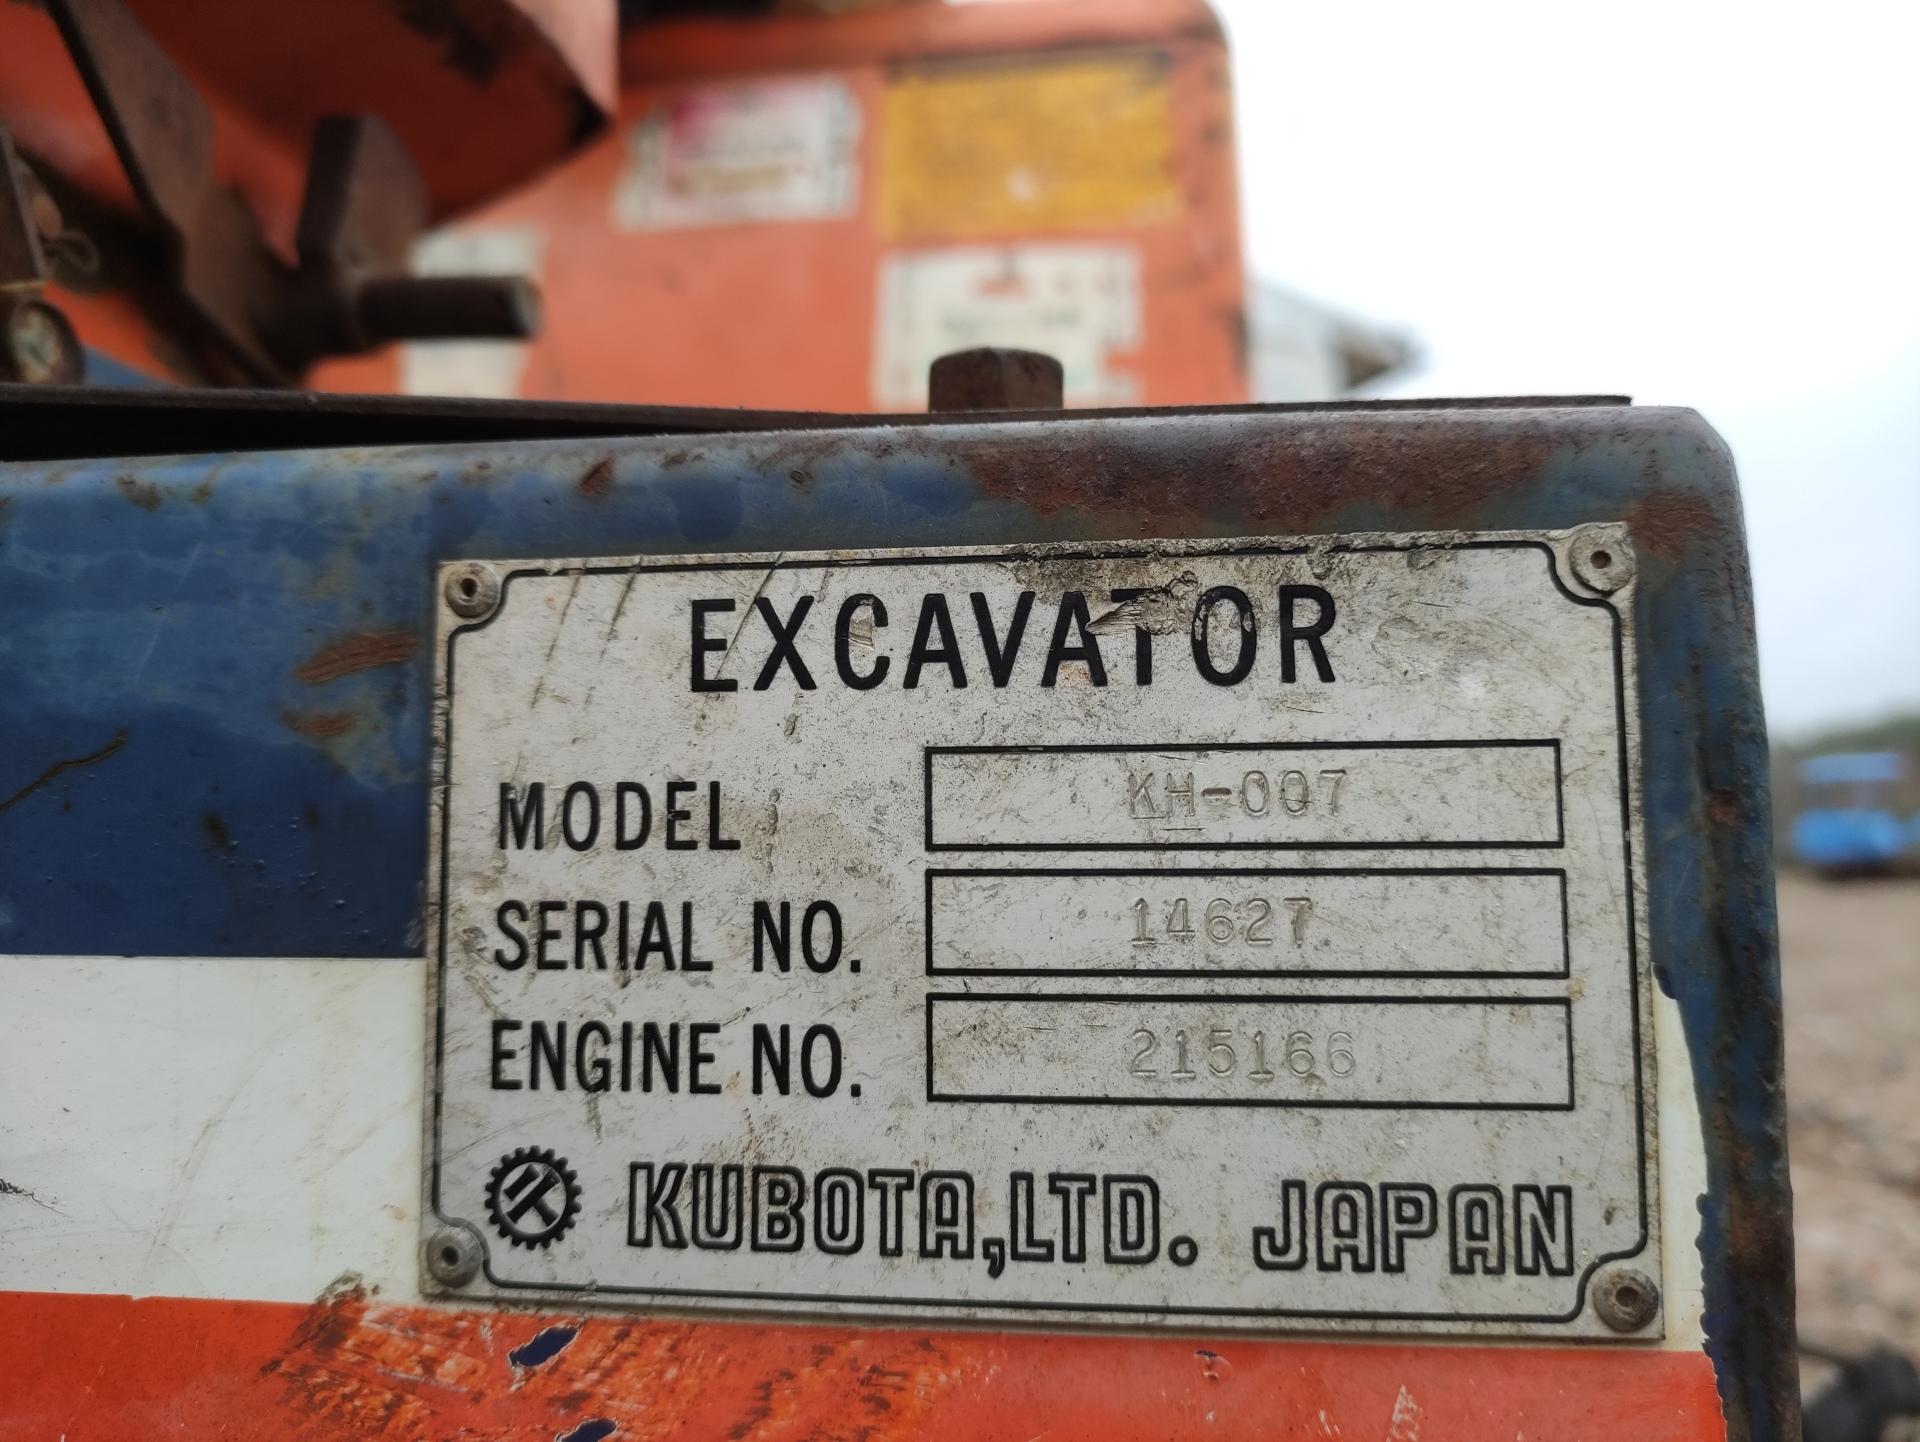 EXCAVATOR
MODEL KH-007
SERIAL NO. 14627
ENGINE NO. 215166
KUBOTA,LTD. JAPAN